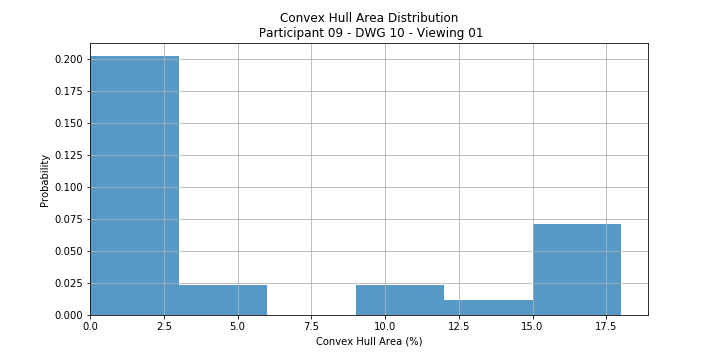 Convex Hull Area Distribution
Participant 09 - DWG 10 - Viewing 01
0.200
0.175
0.150
0.125
0.100
0.075
0.050
0.025
0.000
Probability
0.0 2.5 5.0 7.5 10.0 12.5 15.0 17.5
Convex Hull Area (%)